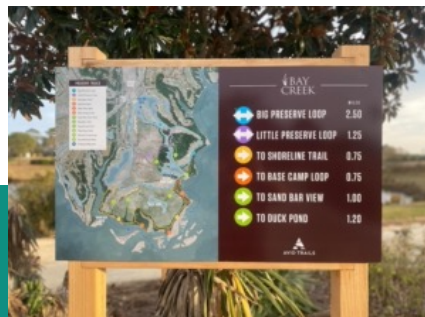 BAY
CREEK
MILES
BIG PRESERVE LOOP 2.50
LITTLE PRESERVE LOOP 1.25
TO SHORELINE TRAIL 0.75
TO BASE CAMP LOOP 0.75
TO SAND BAR VIEW 1.00
TO DUCK POND 1.20
AVID TRAILS